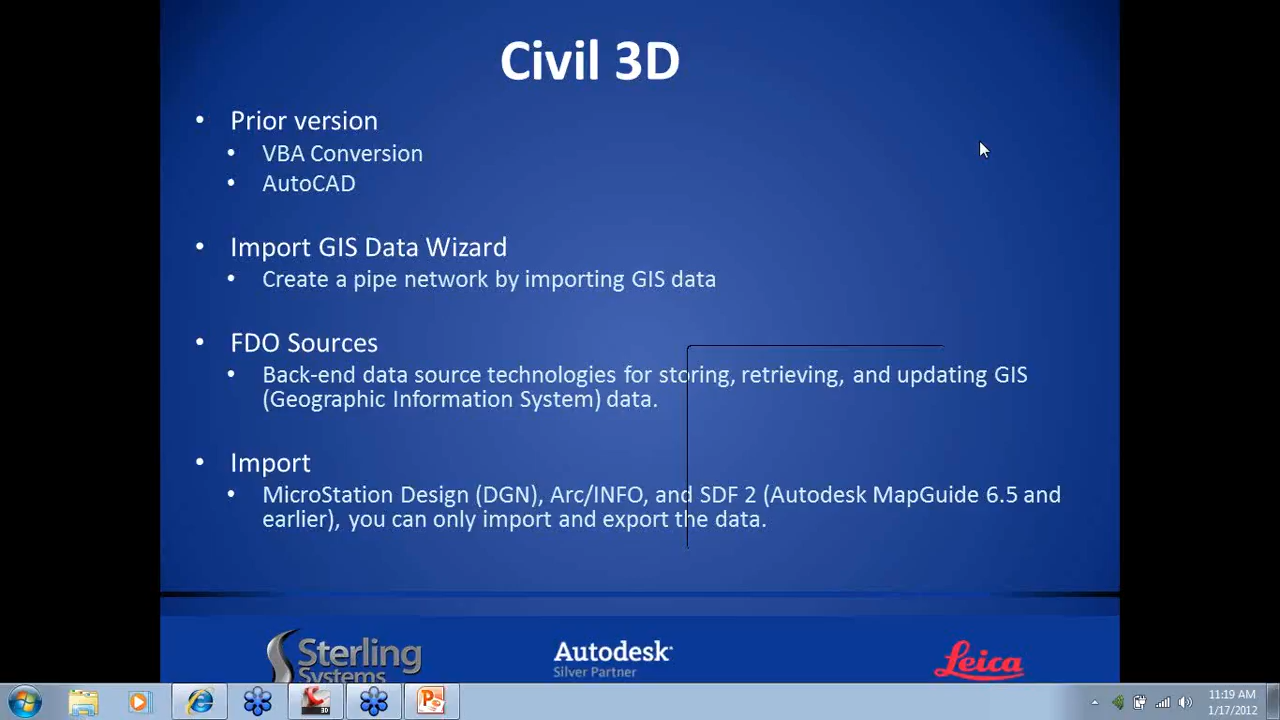 Civil 3D
• Prior version
• VBA Conversion
• AutoCAD
• Import GIS Data Wizard
• Create a pipe network by importing GIS data
• FDO Sources
• Back-end data source technologies for storing, retrieving, and updating GIS
(Geographic Information System) data.
• Import
• MicroStation Design (DGN), Arc/INFO, and SDF 2 (Autodesk MapGuide 6.5 and
earlier), you can only import and export the data.
Sterling
Systems
Autodesk
Silver Partner
Leica
3D
P
11:19 AM
1/17/2012